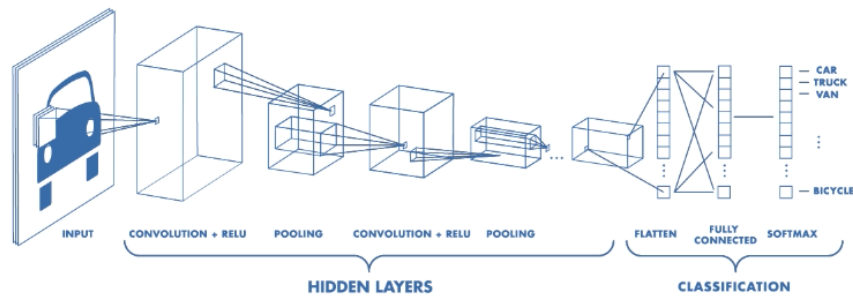 CAR
TRUCK
VAN
BICYCLE
INPUT
CONVOLUTION + RELU
POOLING
CONVOLUTION + RELU
POOLING
FLATTEN
FULLY
CONNECTED
SOFTMAX
HIDDEN LAYERS
CLASSIFICATION